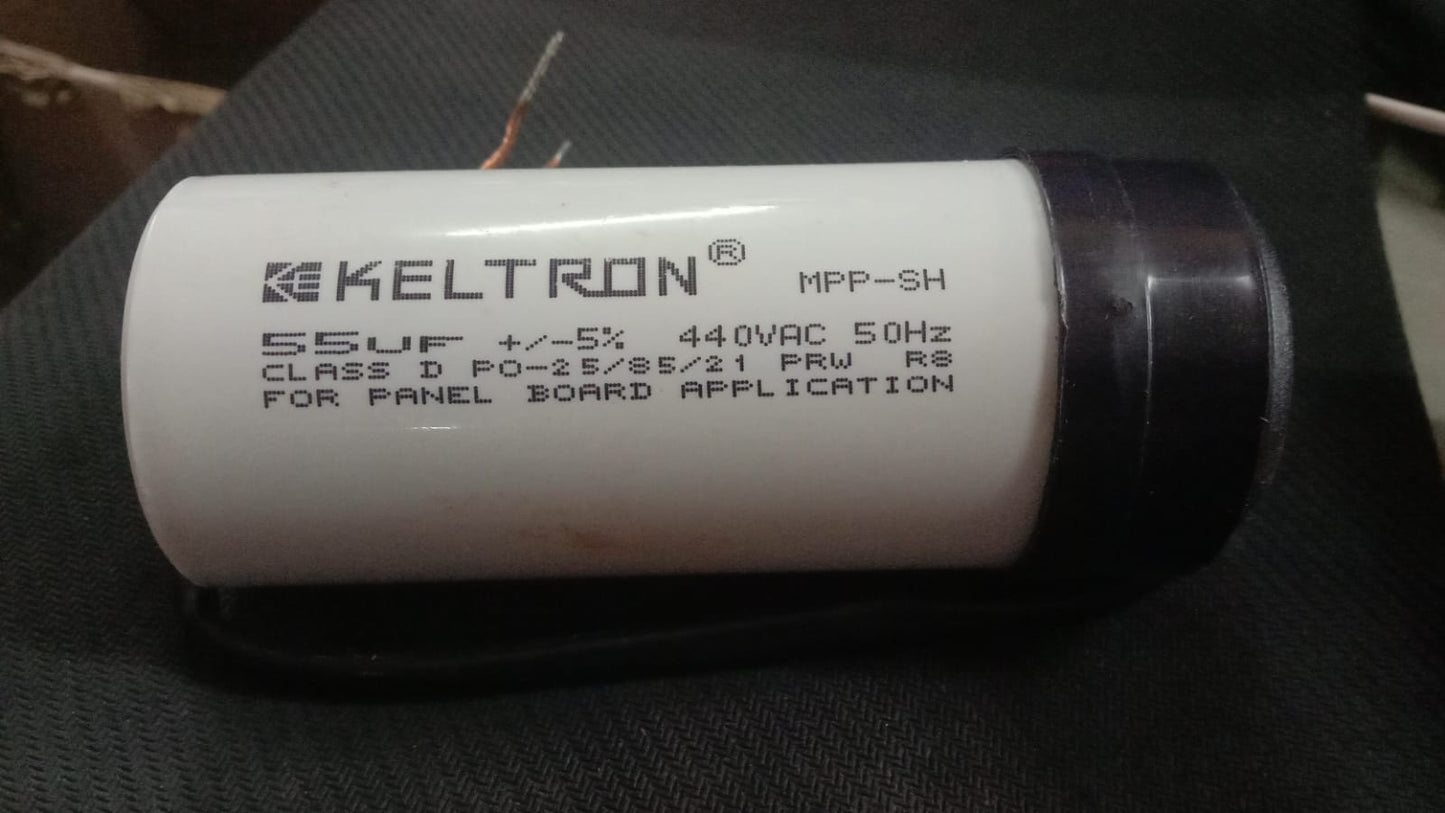 KELTRON® MPP-SH
55uF +/-5% 440VAC 50Hz
CLASS D PO-25/85/21 PRW R8
FOR PANEL BOARD APPLICATION